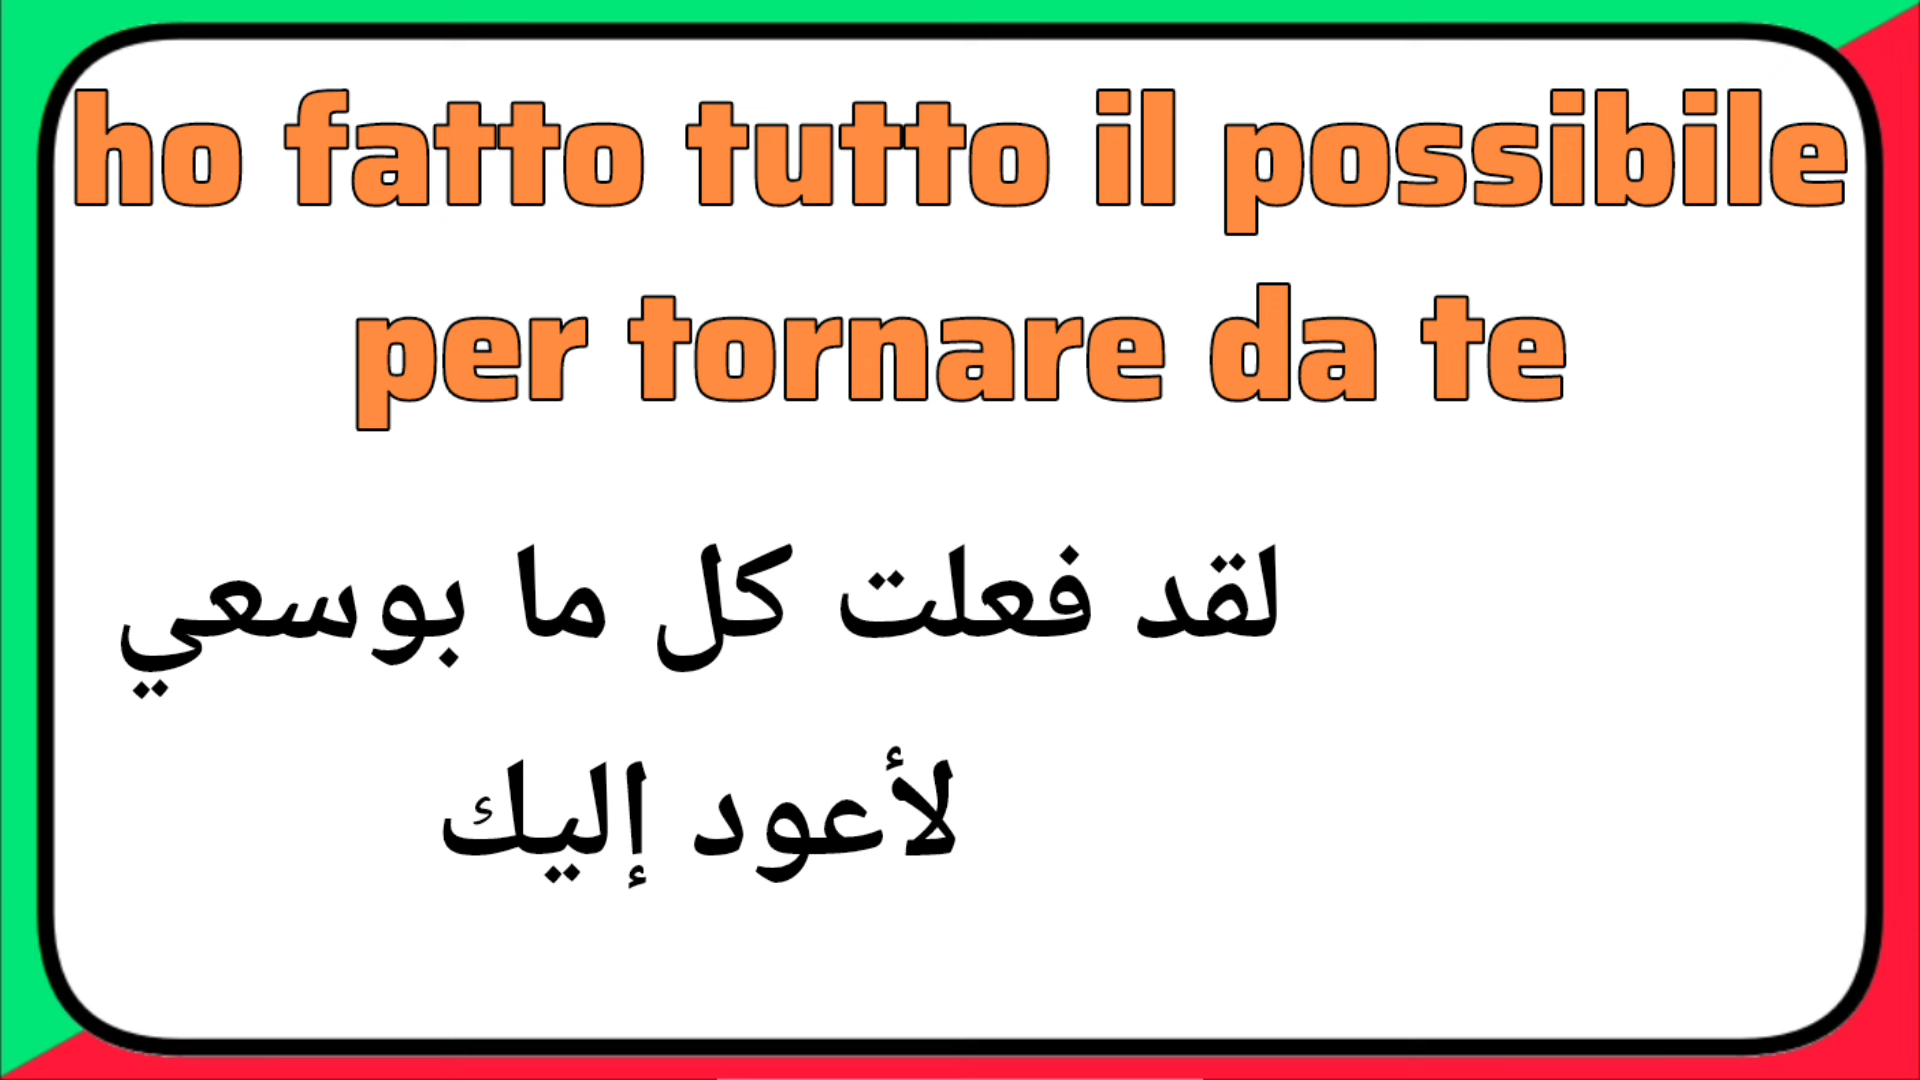 ho fatto tutto il possibile
per tornare da te
لقد فعلت كل ما بوسعي
لأعود إليك